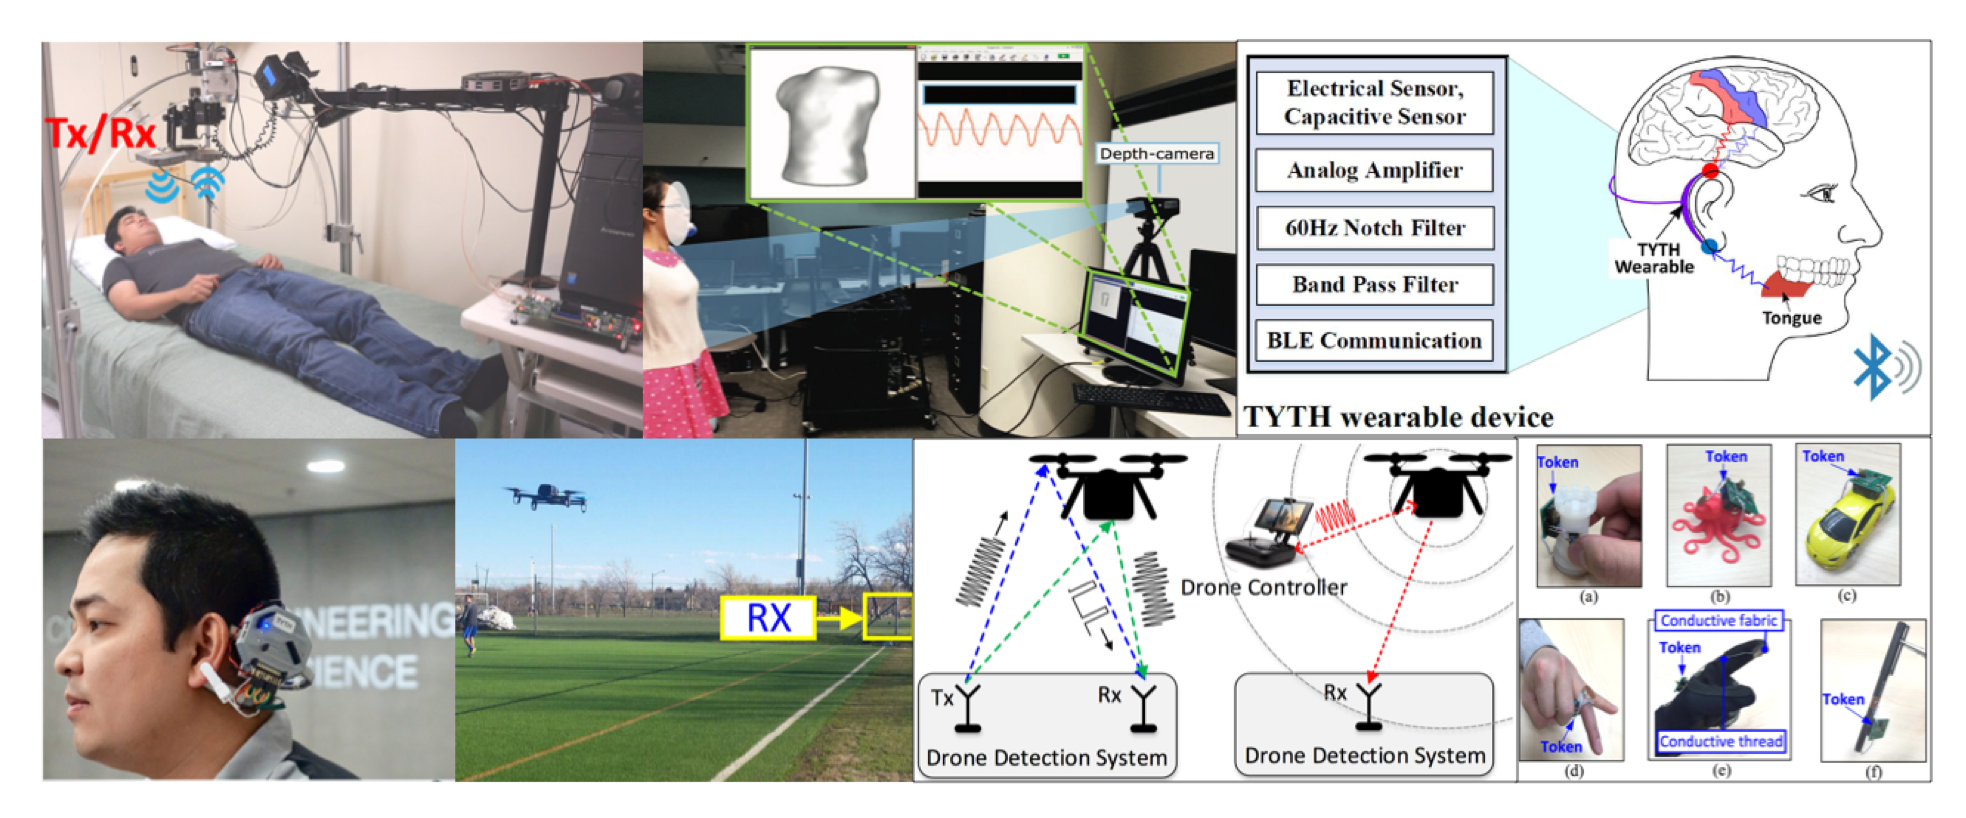 Tx/Rx
Depth-camera
Electrical Sensor,
Capacitive Sensor
Analog Amplifier
60Hz Notch Filter
Band Pass Filter
BLE Communication
TYTH
Wearable
Tongue
TYTH wearable device
NEERING
IENCE
TYTH
RX
Tx
Rx
Drone Detection System
Drone Controller
Rx
Drone Detection System
Token
(a)
Token
(b)
Token
(c)
Token
(d)
Conductive fabric
Token
Conductive thread
(e)
Token
(f)